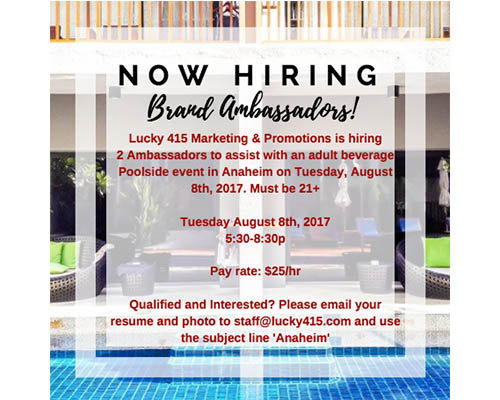 NOW HIRING
Brand Ambassadors!
Lucky 415 Marketing & Promotions is hiring
2 Ambassadors to assist with an adult beverage
Poolside event in Anaheim on Tuesday, August
8th, 2017. Must be 21+
Tuesday August 8th, 2017
5:30-8:30p
Pay rate: $25/hr
Qualified and Interested? Please email your
resume and photo to staff@lucky415.com and use
the subject line 'Anaheim'